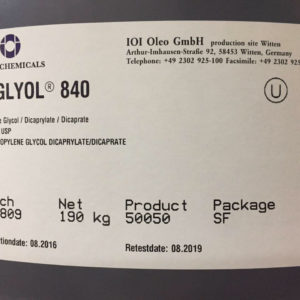 CHEMICALS
IOI Oleo GmbH production site Witten
Arthur-Imhausen-Straße 92, 58453 Witten, Germany
Telephone: +49 2302 925-100 Facsimile: +49 2302 925-
GLYOL® 840
U
e Glycol / Dicaprylate / Dicaprate
USP
OPYLENE GLYCOL DICAPRYLATE/DICAPRATE
ch Net Product Package
809 190 kg 50050 SF
tiondate: 08.2016 Retestdate: 08.2019